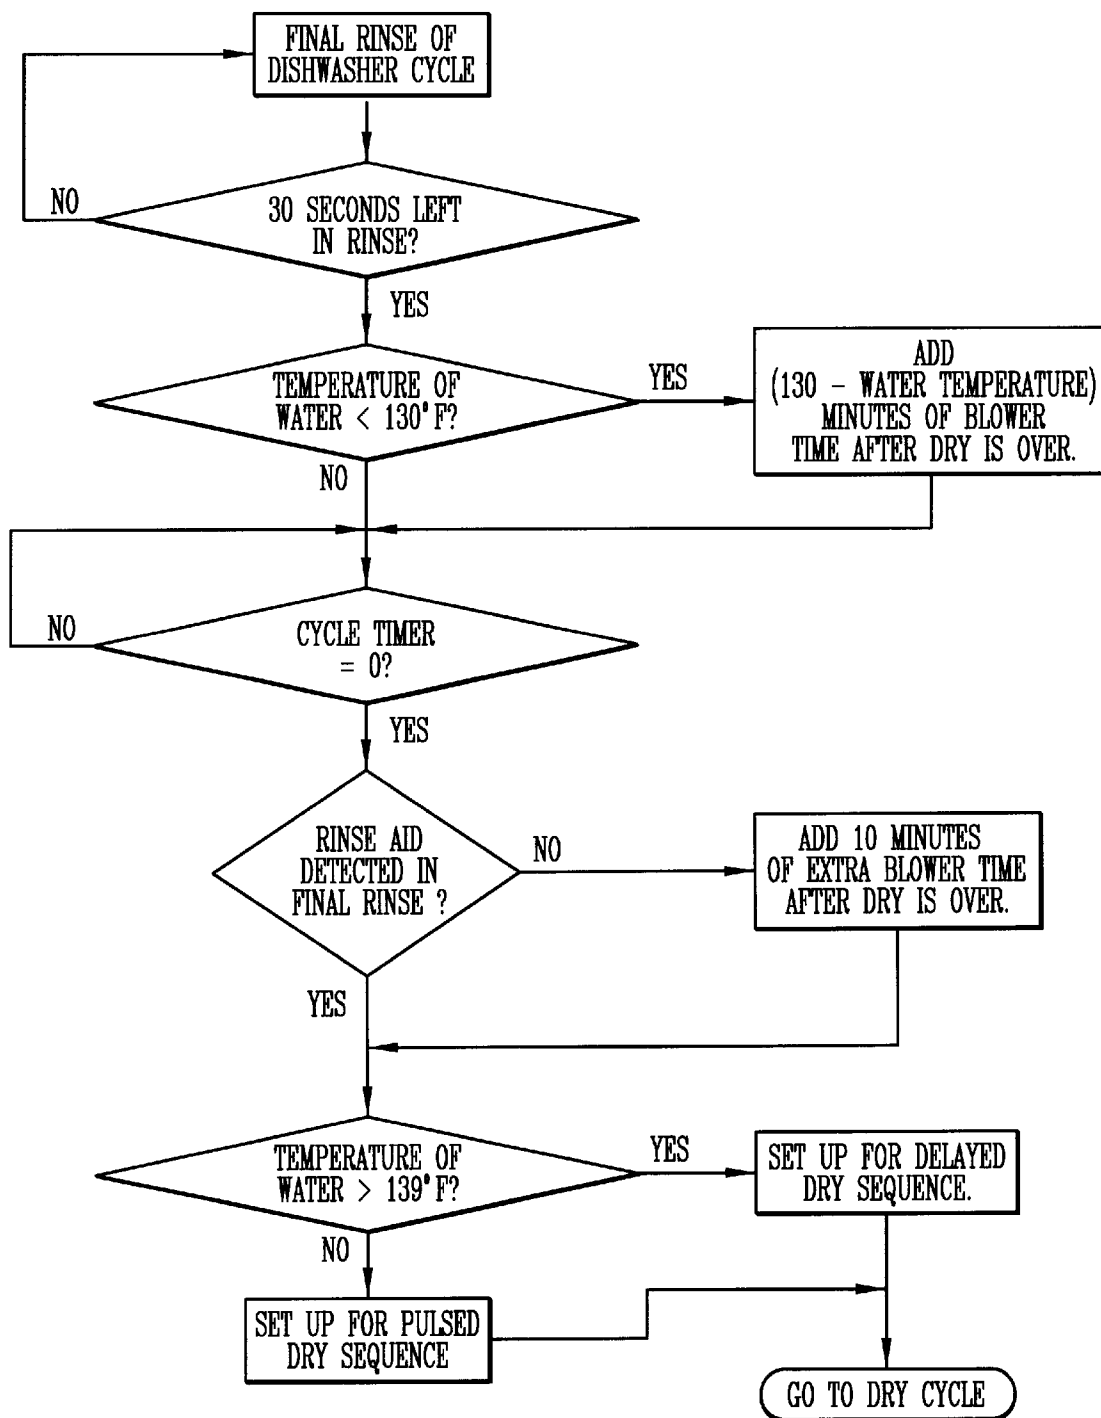 FINAL RINSE OF
DISHWASHER CYCLE
NO
30 SECONDS LEFT
IN RINSE?
YES
TEMPERATURE OF
WATER < 130°F?
YES
ADD
(130 - WATER TEMPERATURE)
MINUTES OF BLOWER
TIME AFTER DRY IS OVER.
NO
NO
CYCLE TIMER
= 0?
YES
RINSE AID
DETECTED IN
FINAL RINSE ?
NO
ADD 10 MINUTES
OF EXTRA BLOWER TIME
AFTER DRY IS OVER.
YES
TEMPERATURE OF
WATER > 139°F?
YES
SET UP FOR DELAYED
DRY SEQUENCE.
NO
SET UP FOR PULSED
DRY SEQUENCE
GO TO DRY CYCLE